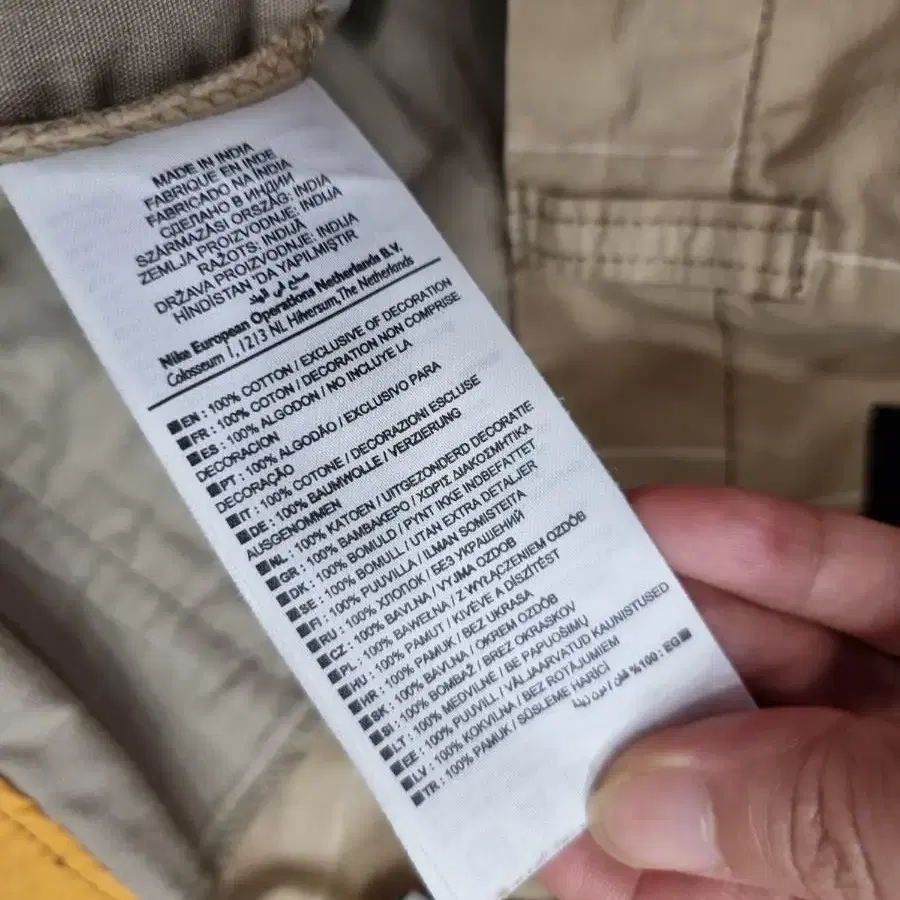 MADE IN INDIA
FABRIQUE EN INDE
FABRICADO NA ÍNDIA
СДЕЛАНО В ИНДИИ
SZÁRMAZÁSI ORSZÁG: INDIA
ZEMLJA PROIZVODNJE: INDIJA
RAŽOTS: INDIJA
DRŽAVA PROIZVODNJE: INDIJA
HİNDİSTAN'DA YAPILMIŞTIR
صنع في الهند
Nike European Operations Netherlands B.V.
Colosseum 1, 1213 NL Hilversum, The Netherlands
EN : 100% COTTON / EXCLUSIVE OF DECORATION
FR : 100% COTON / DECORATION NON COMPRISE
ES : 100% ALGODON / NO INCLUYE LA
DECORACION
PT : 100% ALGODÃO / EXCLUSIVO PARA
DECORAÇÃO
IT : 100% COTONE / DECORAZIONI ESCLUSE
DE : 100% BAUMWOLLE / VERZIERUNG
AUSGENOMMEN
NL : 100% KATOEN / UITGEZONDERD DECORATIE
GR : 100% ΒΑΜΒΑΚΕΡΟ / ΧΩΡΙΣ ΔΙΑΚΟΣΜΗΤΙΚΑ
DK : 100% BOMULD / PYNT IKKE INDBEFATTET
SE : 100% BOMULL / UTAN EXTRA DETALJER
FI : 100% PUUVILLA / ILMAN SOMISTEITA
RU : 100% ХЛОПОК / БЕЗ УКРАШЕНИЙ
CZ : 100% BAVLNA / VYJMA OZDOB
PL : 100% BAWEŁNA / Z WYŁĄCZENIEM OZDÓB
HU : 100% PAMUT / KIVÉVE A DÍSZÍTÉST
HR : 100% PAMUK / BEZ UKRASA
SK : 100% BAVLNA / OKREM OZDÔB
SI : 100% BOMBAŽ / BREZ OKRASKOV
LT : 100% MEDVILNĖ / BE PAPUOŠIMŲ
EE : 100% PUUVILL / VÄLJAARVATUD KAUNISTUSED
LV : 100% KOKVILNA / BEZ ROTĀJUMIEM
TR : 100% PAMUK / SÜSLEME HARİCİ
EG : 100% قطن / من دون